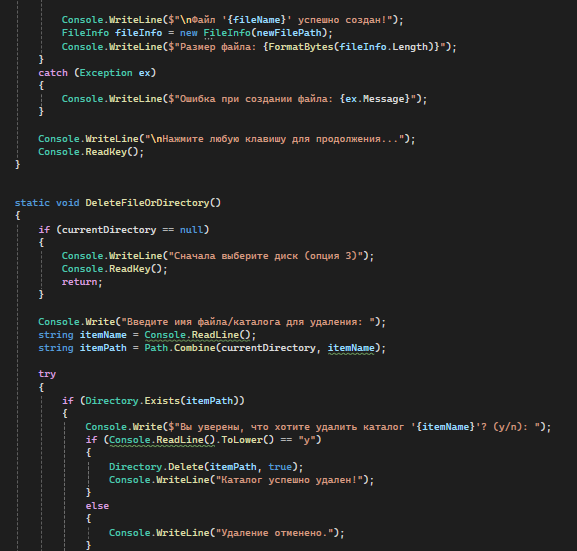 Console.WriteLine($"\nФайл '{fileName}' успешно создан!");
FileInfo fileInfo = new FileInfo(newFilePath);
Console.WriteLine($"Размер файла: {FormatBytes(fileInfo.Length)}");
}
catch (Exception ex)
{
Console.WriteLine($"Ошибка при создании файла: {ex.Message}");
}
Console.WriteLine("\nНажмите любую клавишу для продолжения...");
Console.ReadKey();
}
static void DeleteFileOrDirectory()
{
if (currentDirectory == null)
{
Console.WriteLine("Сначала выберите диск (опция 3)");
Console.ReadKey();
return;
}
Console.Write("Введите имя файла/каталога для удаления: ");
string itemName = Console.ReadLine();
string itemPath = Path.Combine(currentDirectory, itemName);
try
{
if (Directory.Exists(itemPath))
{
Console.Write($"Вы уверены, что хотите удалить каталог '{itemName}'? (y/n): ");
if (Console.ReadLine().ToLower() == "y")
{
Directory.Delete(itemPath, true);
Console.WriteLine("Каталог успешно удален!");
}
else
{
Console.WriteLine("Удаление отменено.");
}